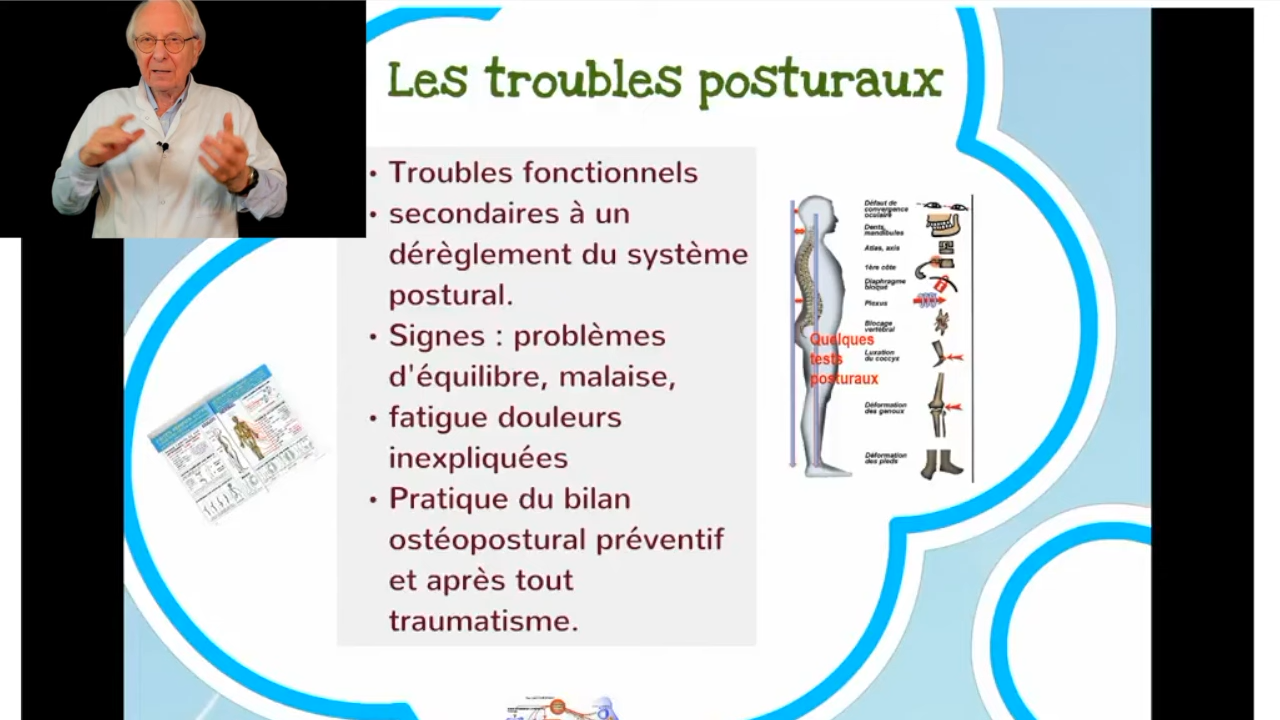 Les troubles posturaux
• Troubles fonctionnels
• secondaires à un
dérèglement du système
postural.
• Signes : problèmes
d'équilibre, malaise,
• fatigue douleurs
inexpliquées
• Pratique du bilan
ostéopostural préventif
et après tout
traumatisme.
Défaut de
convergence
oculaire
Dents,
mandibules
Atlas, axis
1ère côte
Diaphragme
bloqué
Plexus
Blocage
vertébral
Quelques
tests
posturaux
Luxation
du coccyx
Déformation
des genoux
Déformation
des pieds